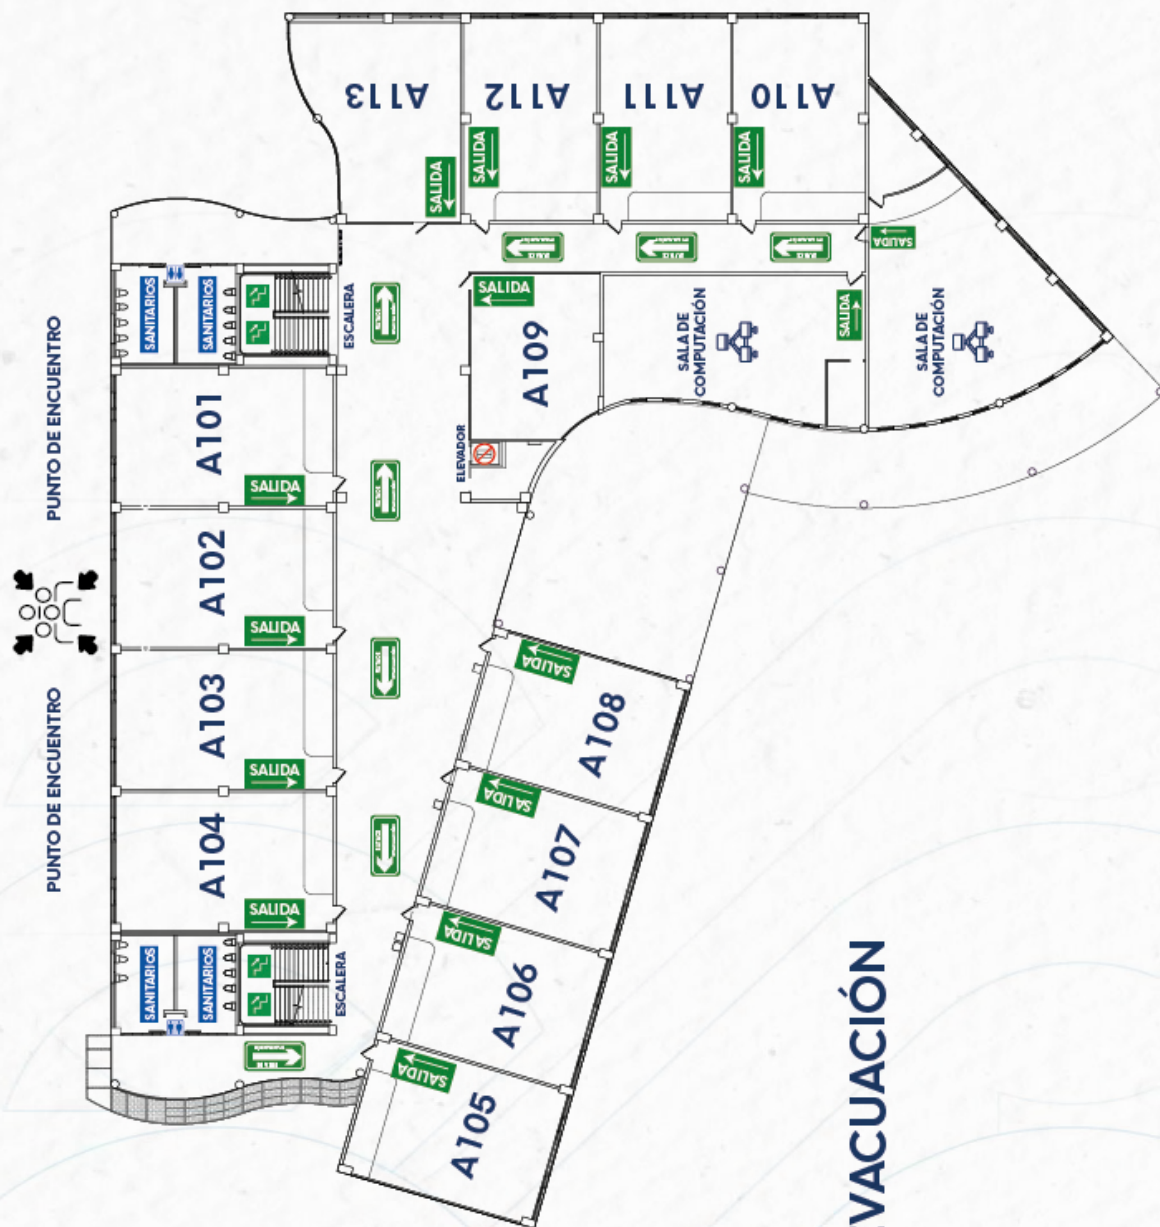 A113
A112
A111
A110
SALIDA
SALIDA
SALIDA
SALIDA
SALIDA
SANITARIOS
SANITARIOS
ESCALERA
SALIDA
A109
SALA DE
COMPUTACIÓN
SALIDA
SALA DE
COMPUTACIÓN
ELEVADOR
PUNTO DE ENCUENTRO
PUNTO DE ENCUENTRO
A101
SALIDA
A102
SALIDA
A103
SALIDA
A104
SALIDA
SALIDA
A108
SALIDA
A107
SALIDA
A106
SALIDA
A105
SANITARIOS
SANITARIOS
ESCALERA
VACUACIÓN